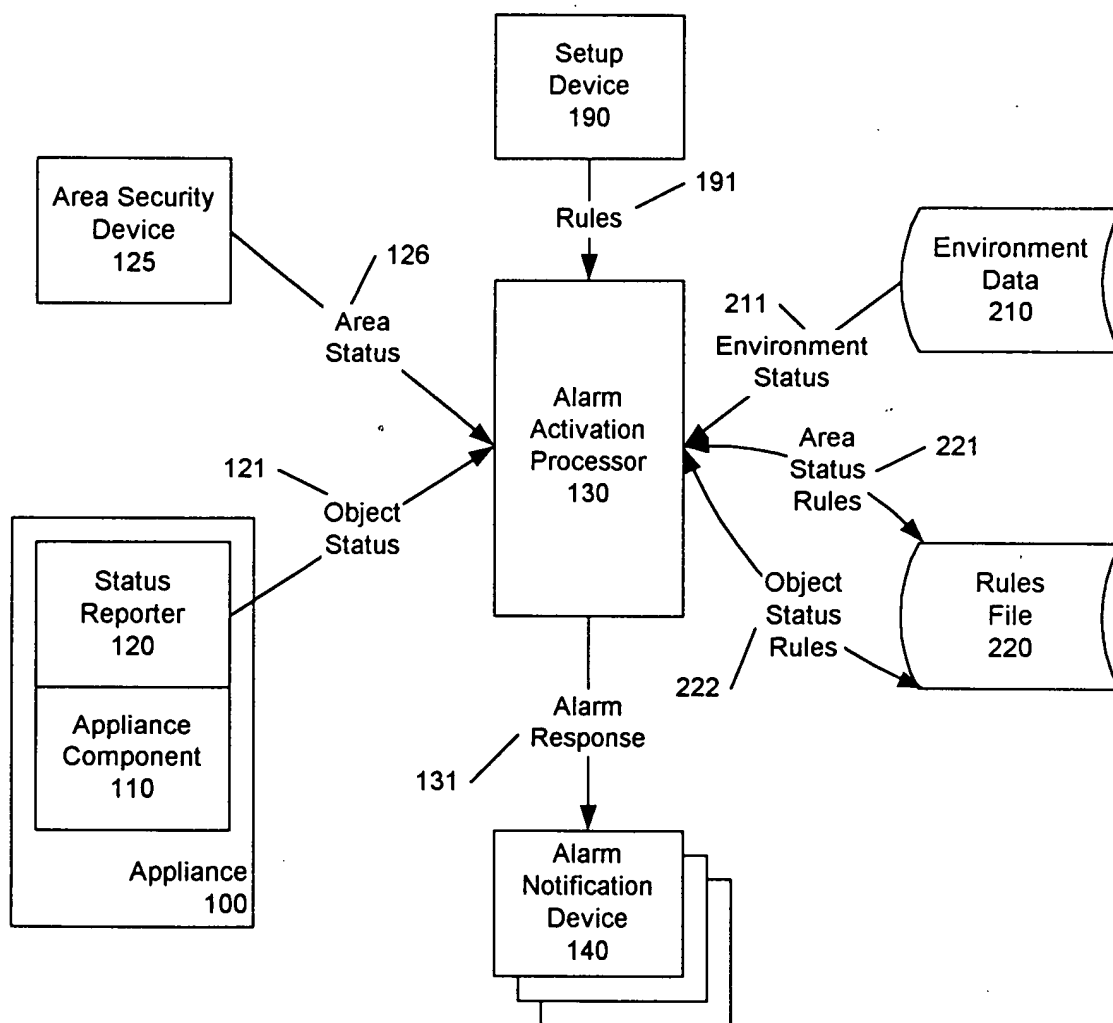 Setup
Device
190
191
Rules
Area Security
Device
125
126
Area
Status
Environment
Data
210
211
Environment
Status
Alarm
Activation
Processor
130
Area
Status
Rules
221
121
Object
Status
Status
Reporter
120
Appliance
Component
110
Appliance
100
Object
Status
Rules
222
Rules
File
220
Alarm
Response
131
Alarm
Notification
Device
140